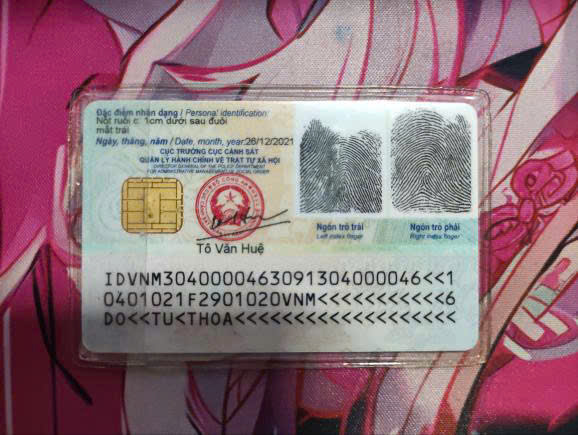 Đặc điểm nhân dạng / Personal identification:
Nốt ruồi c: 1cm dưới sau đuôi
mắt trái
Ngày, tháng, năm / Date, month, year:26/12/2021
CỤC TRƯỞNG CỤC CẢNH SÁT
QUẢN LÝ HÀNH CHÍNH VỀ TRẬT TỰ XÃ HỘI
DIRECTOR GENERAL OF THE POLICE DEPARTMENT
FOR ADMINISTRATIVE MANAGEMENT OF SOCIAL ORDER
Tô Văn Huệ
Ngón trỏ trái
Left index finger
Ngón trỏ phải
Right index finger
IDVNM3040000463091304000046<<1
0401021F2901020VNM<<<<<<<<<<<6
DO<<TU<THOA<<<<<<<<<<<<<<<<<<<